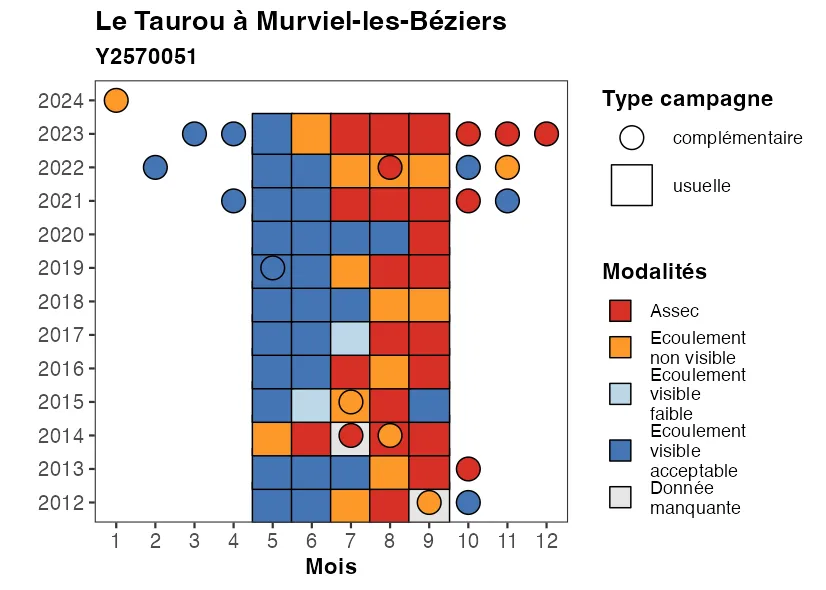 Le Taurou à Murviel-les-Béziers
Y2570051
2024
2023
2022
2021
2020
2019
2018
2017
2016
2015
2014
2013
2012
1 2 3 4 5 6 7 8 9 10 11 12
Mois
Type campagne
complémentaire
usuelle
Modalités
Assec
Ecoulement
non visible
Ecoulement
visible
faible
Ecoulement
visible
acceptable
Donnée
manquante